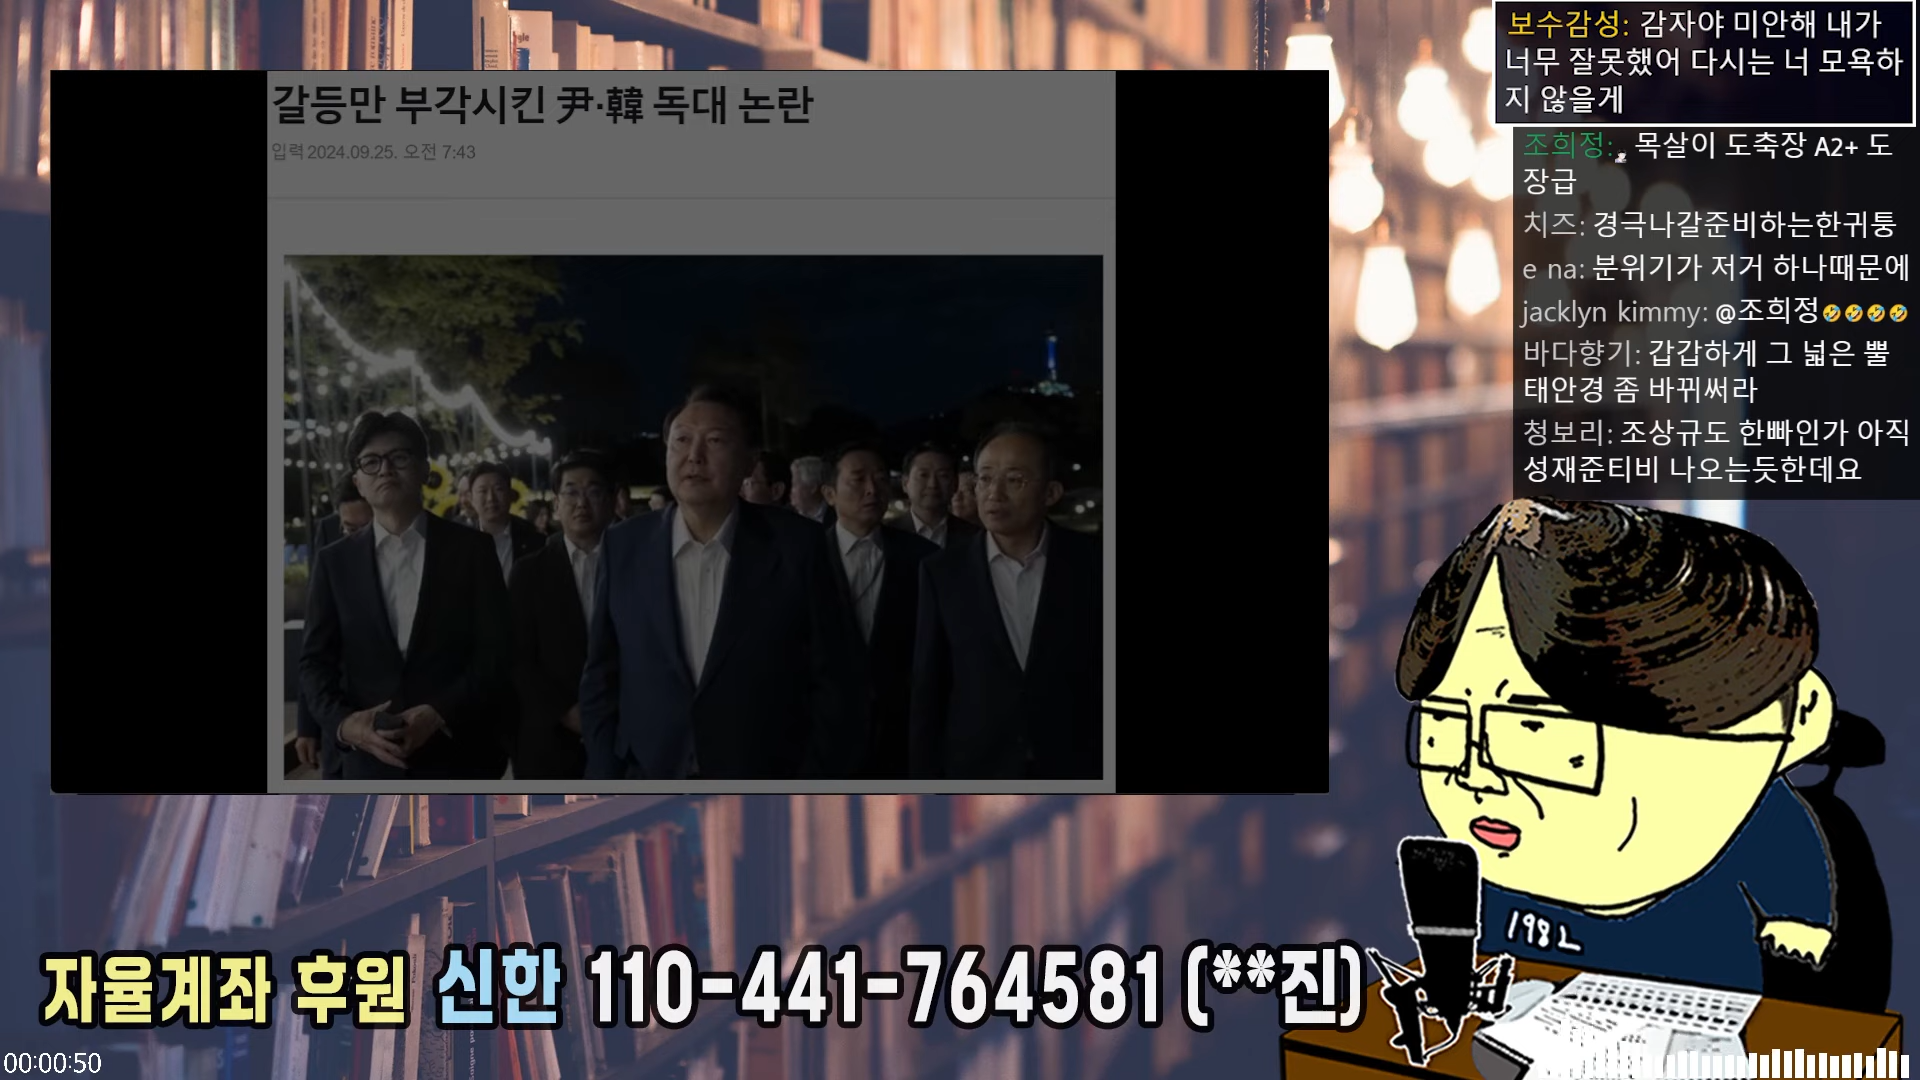 갈등만 부각시킨 尹·韓 독대 논란
입력 2024.09.25. 오전 7:43
보수감성: 감자야 미안해 내가
너무 잘못했어 다시는 너 모욕하
지 않을게
조희정: 목살이 도축장 A2+ 도
장급
치즈: 경극나갈준비하는한귀퉁
e na: 분위기가 저거 하나때문에
jacklyn kimmy: @조희정🤣🤣🤣🤣
바다향기: 갑갑하게 그 넓은 뿔
태안경 좀 바뀌써라
청보리: 조상규도 한빠인가 아직
성재준티비 나오는듯한데요
1982
자율계좌 후원 신한 110-441-764581 (**진)
00:00:50